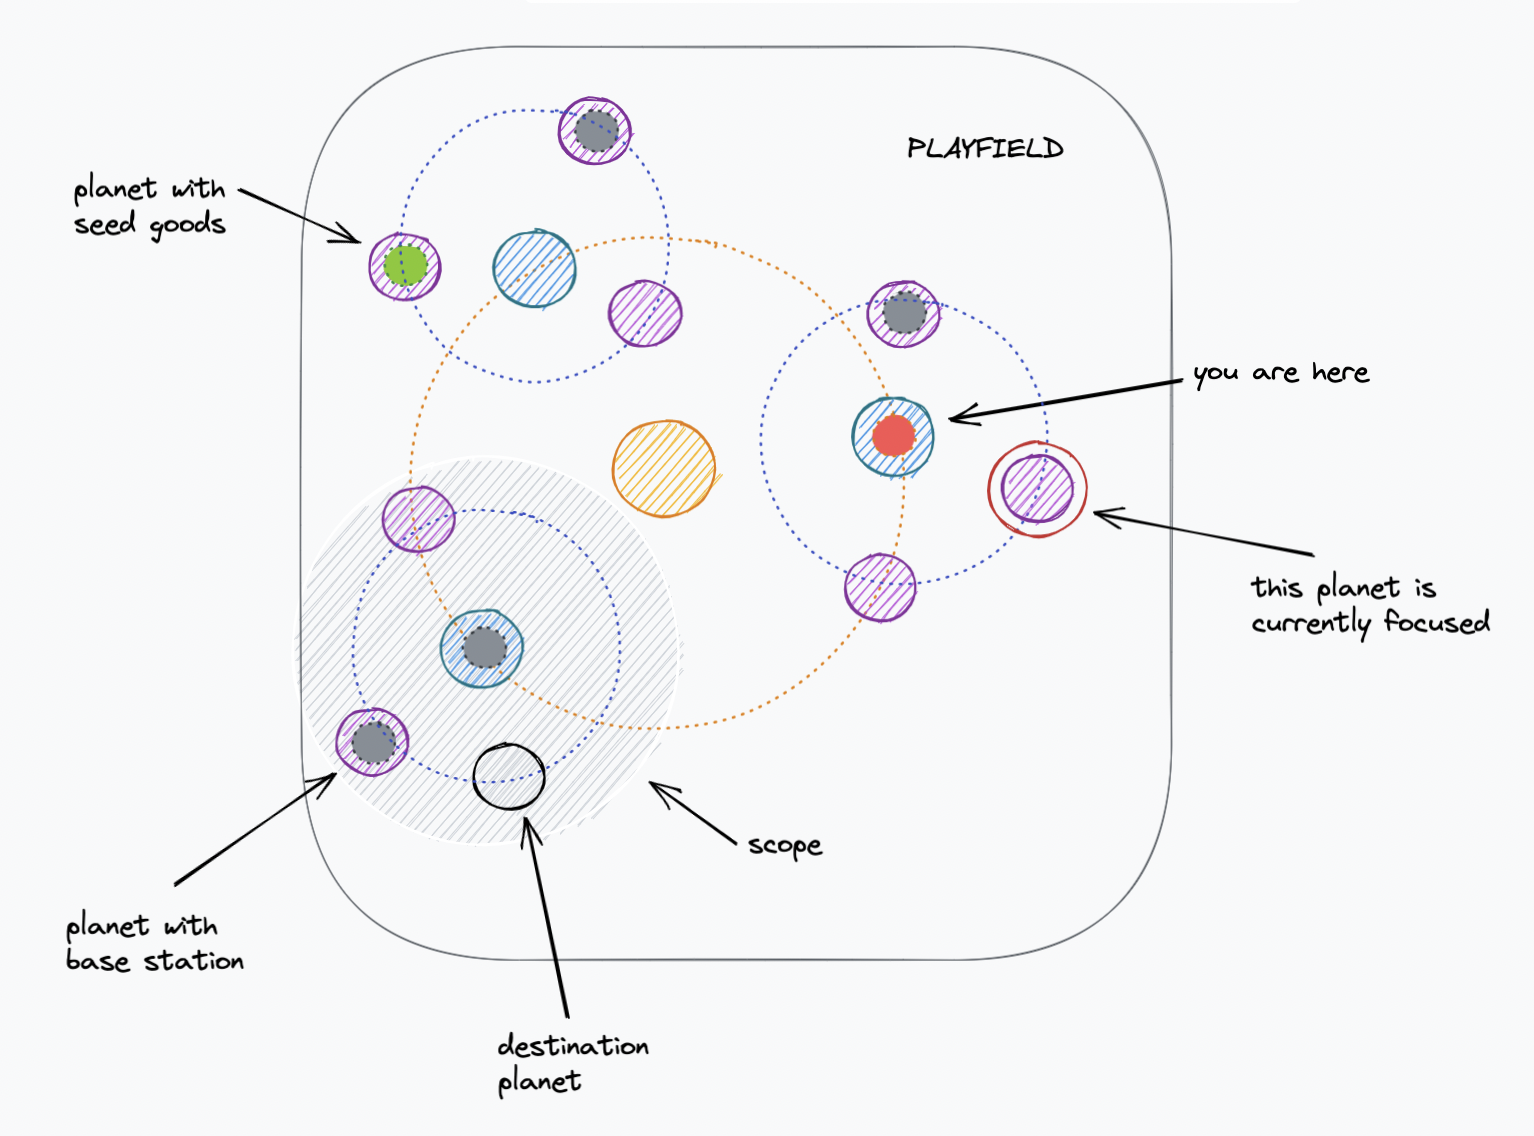 PLAYFIELD
planet with
seed goods
you are here
this planet is
currently focused
scope
planet with
base station
destination
planet